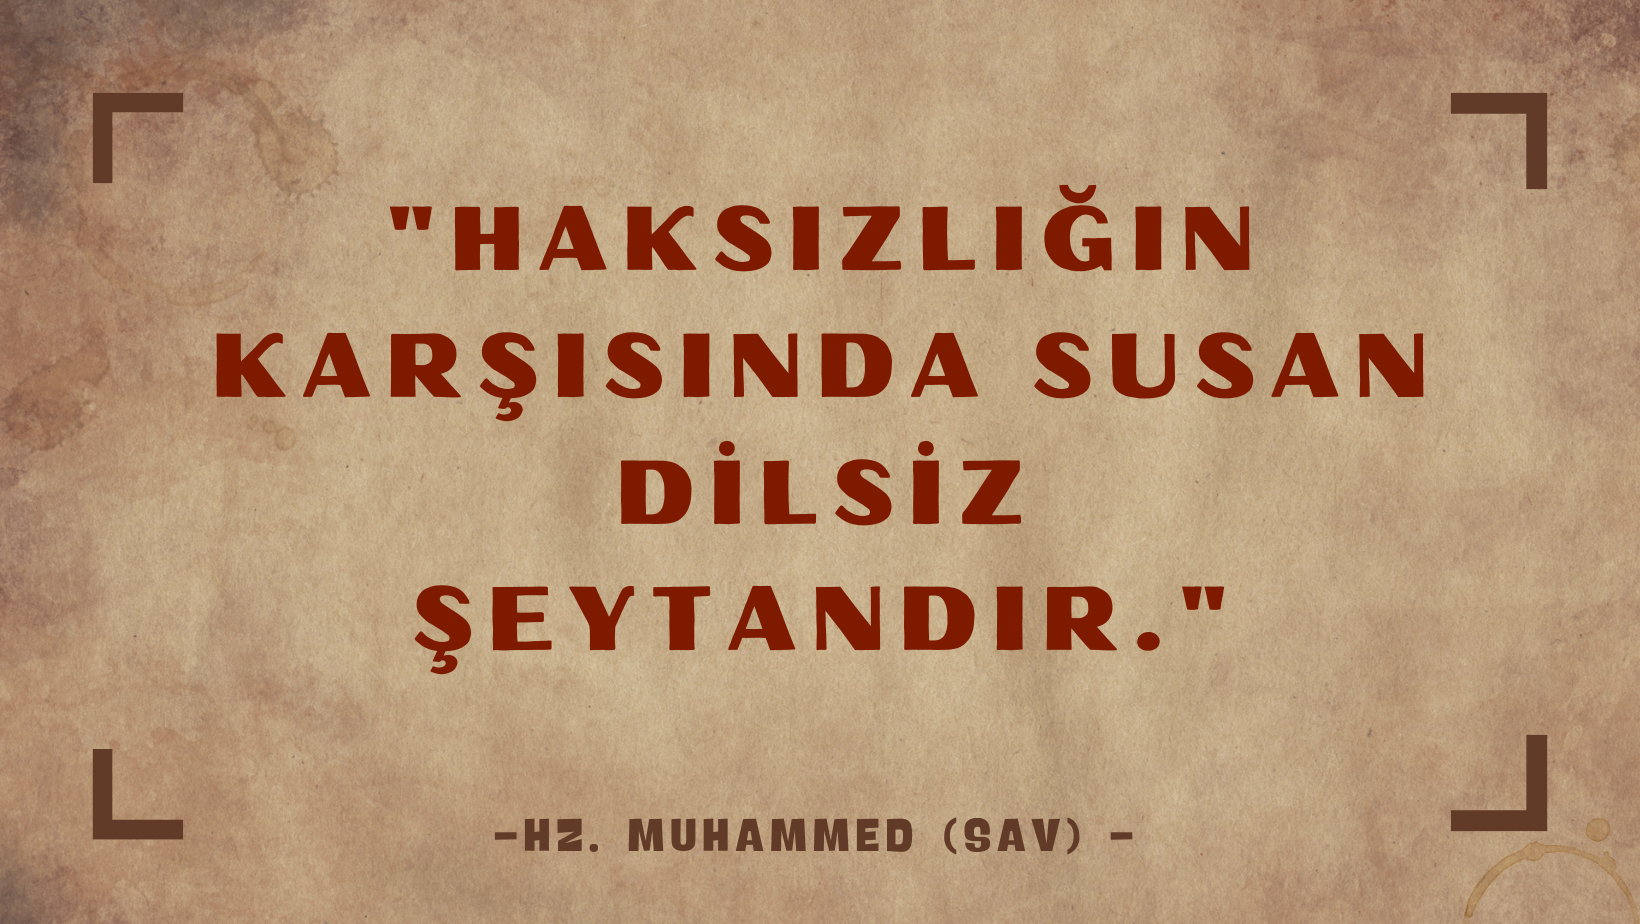 "HAKSIZLIĞIN
KARŞISINDA SUSAN
DİLSİZ
ŞEYTANDIR."
-HZ. MUHAMMED (SAV) -